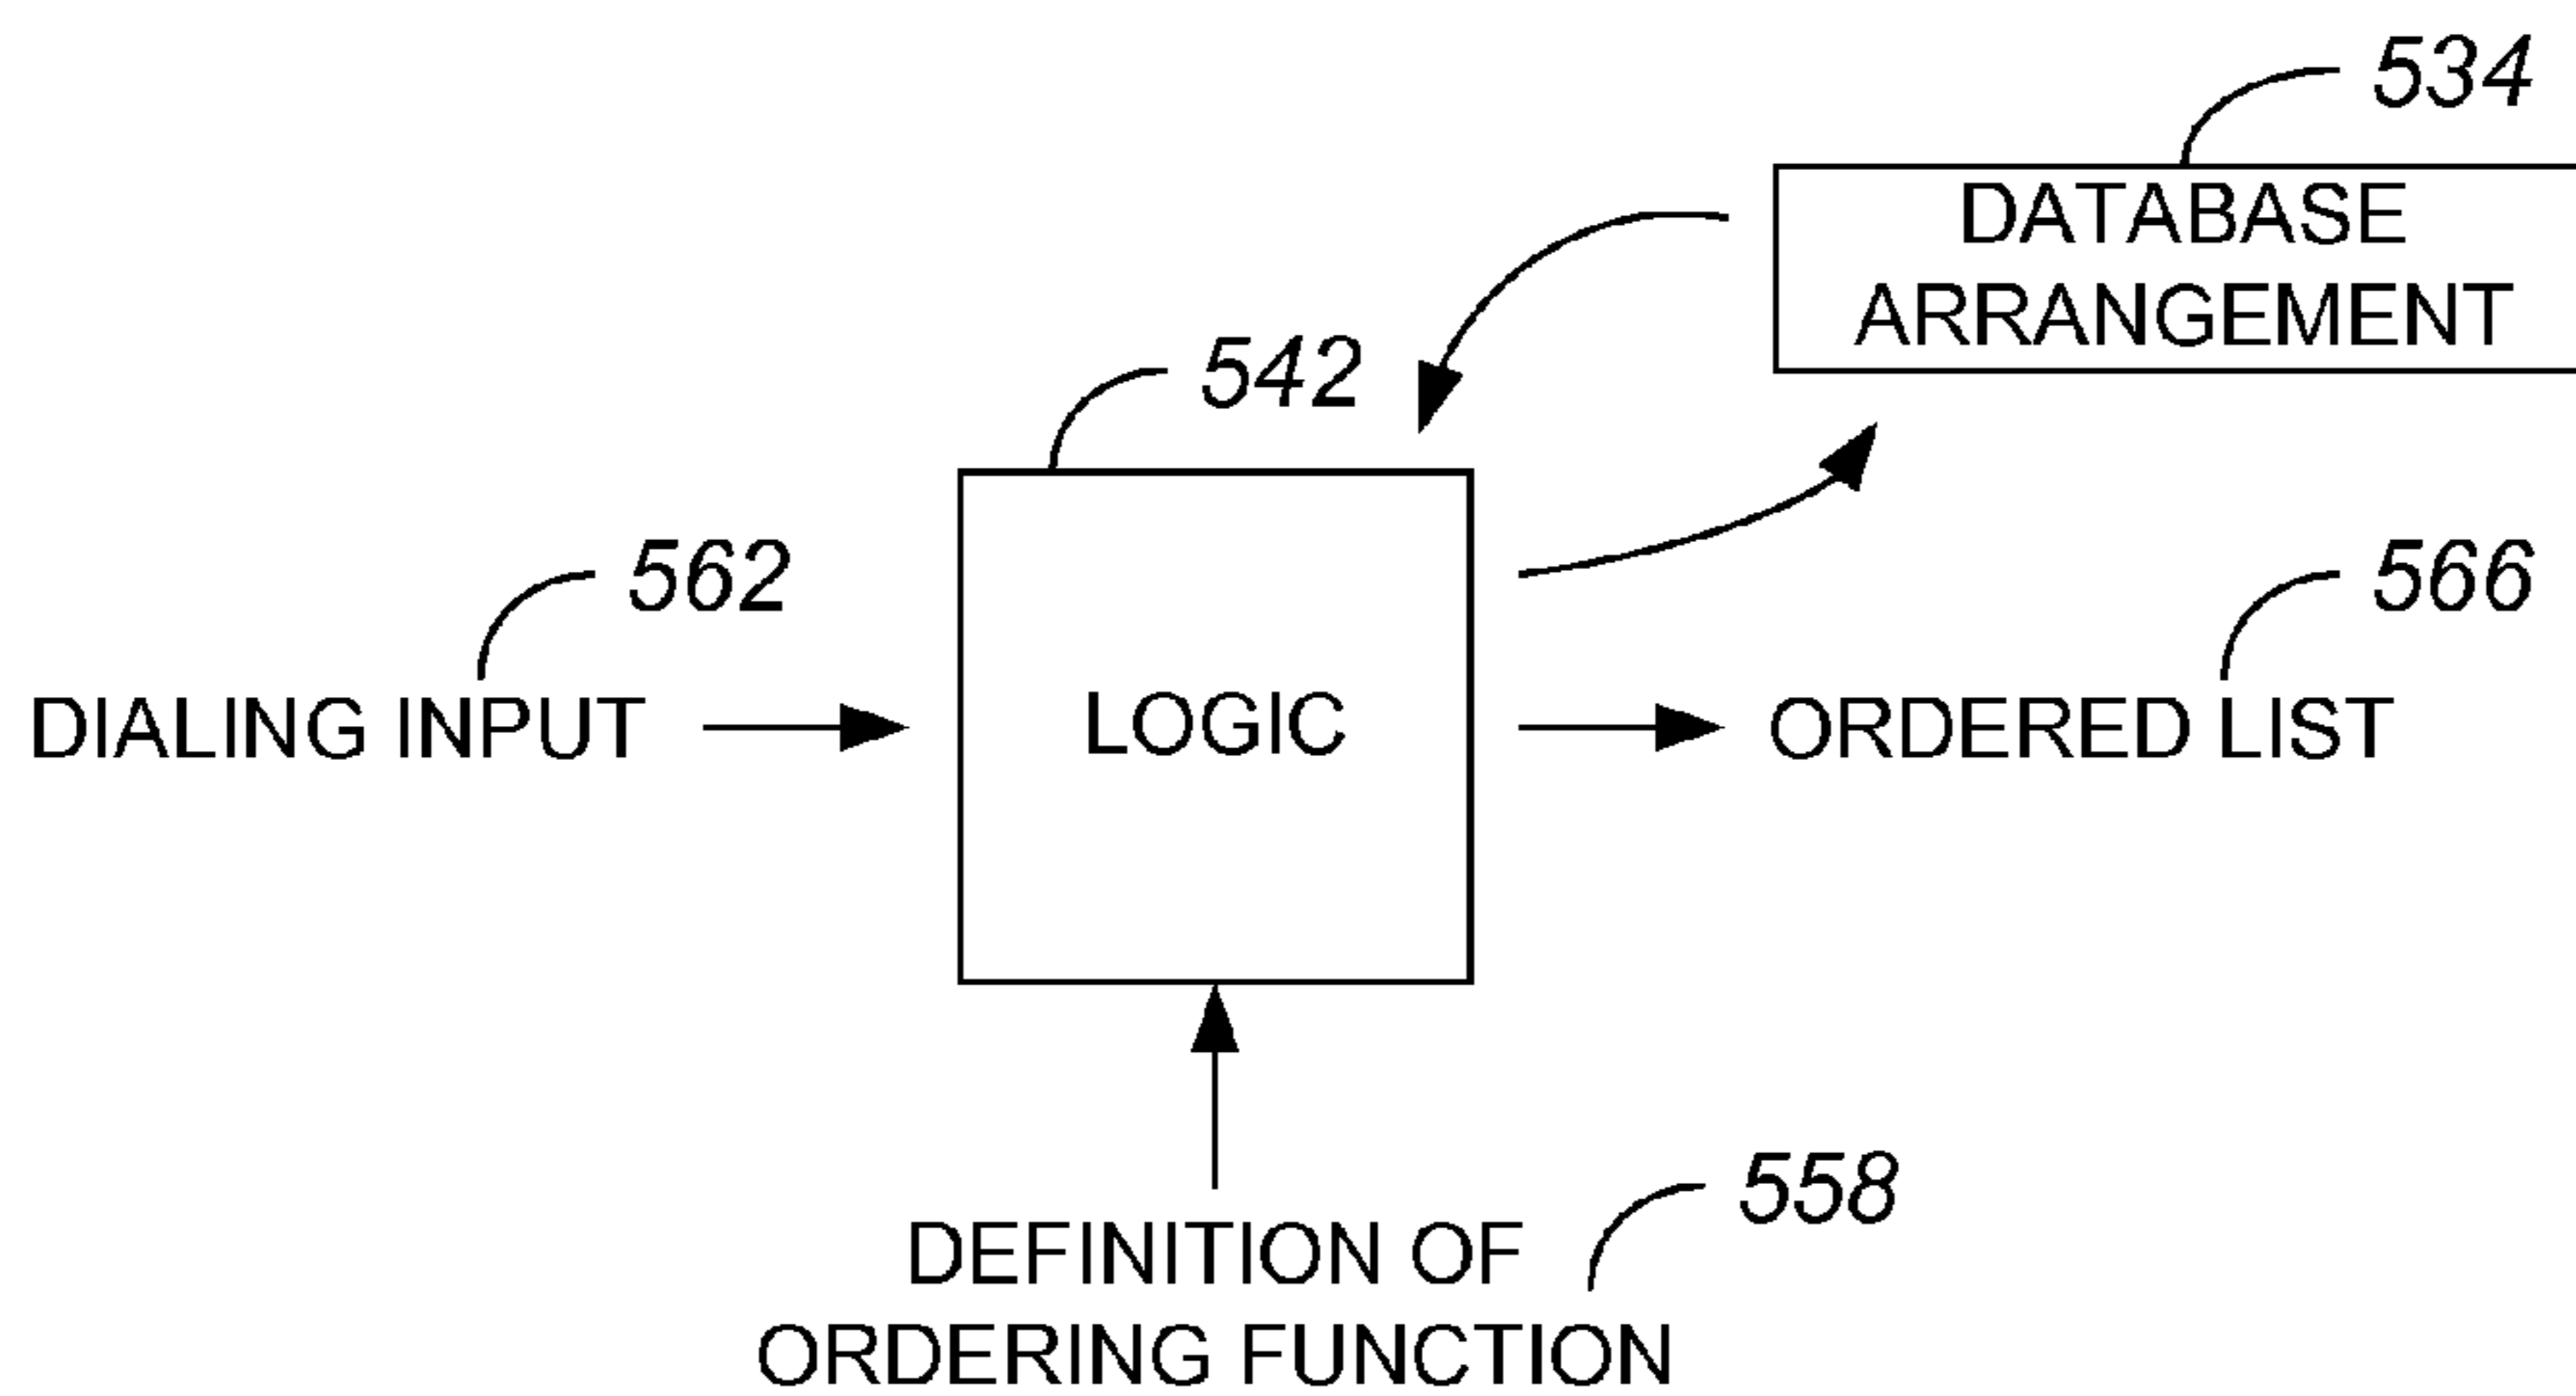 534
DATABASE
ARRANGEMENT
542
562
566
DIALING INPUT
LOGIC
ORDERED LIST
558
DEFINITION OF
ORDERING FUNCTION